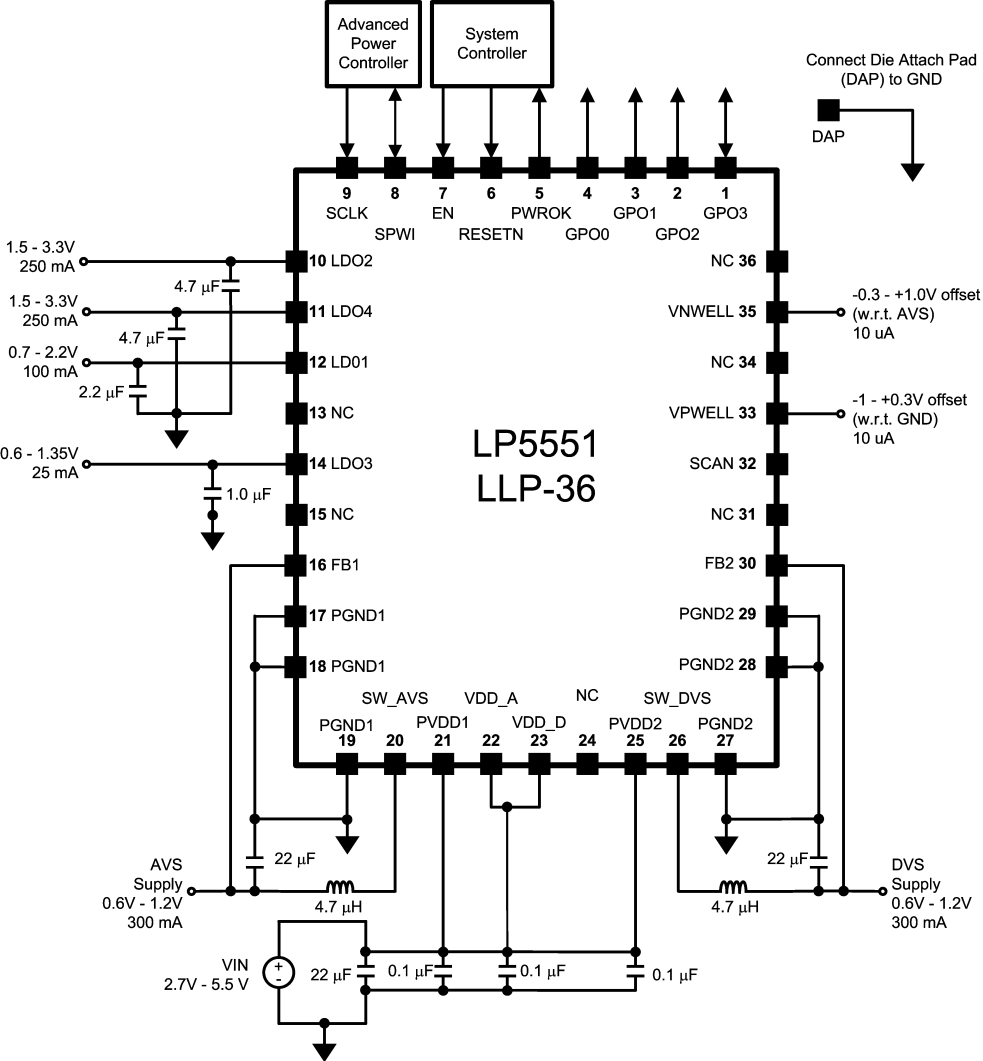 Advanced
Power
Controller
System
Controller
Connect Die Attach Pad
(DAP) to GND
DAP
9 8 7 6 5 4 3 2 1
SCLK EN PWROK GPO1 GPO3
SPWI RESETN GPO0 GPO2
1.5 - 3.3V
250 mA
10 LDO2
4.7 µF
1.5 - 3.3V
250 mA
11 LDO4
4.7 µF
0.7 - 2.2V
100 mA
12 LD01
2.2 µF
13 NC
0.6 - 1.35V
25 mA
14 LDO3
1.0 µF
15 NC
16 FB1
17 PGND1
18 PGND1
LP5551
LLP-36
NC 36
VNWELL 35
-0.3 - +1.0V offset
(w.r.t. AVS)
10 uA
NC 34
VPWELL 33
-1 - +0.3V offset
(w.r.t. GND)
10 uA
SCAN 32
NC 31
FB2 30
PGND2 29
PGND2 28
SW_AVS VDD_A NC SW_DVS
PGND1 PVDD1 VDD_D PVDD2 PGND2
19 20 21 22 23 24 25 26 27
AVS
Supply
0.6V - 1.2V
300 mA
22 µF
4.7 µH
22 µF
4.7 µH
DVS
Supply
0.6V - 1.2V
300 mA
VIN
2.7V - 5.5 V
+
-
22 µF
0.1 µF
0.1 µF
0.1 µF